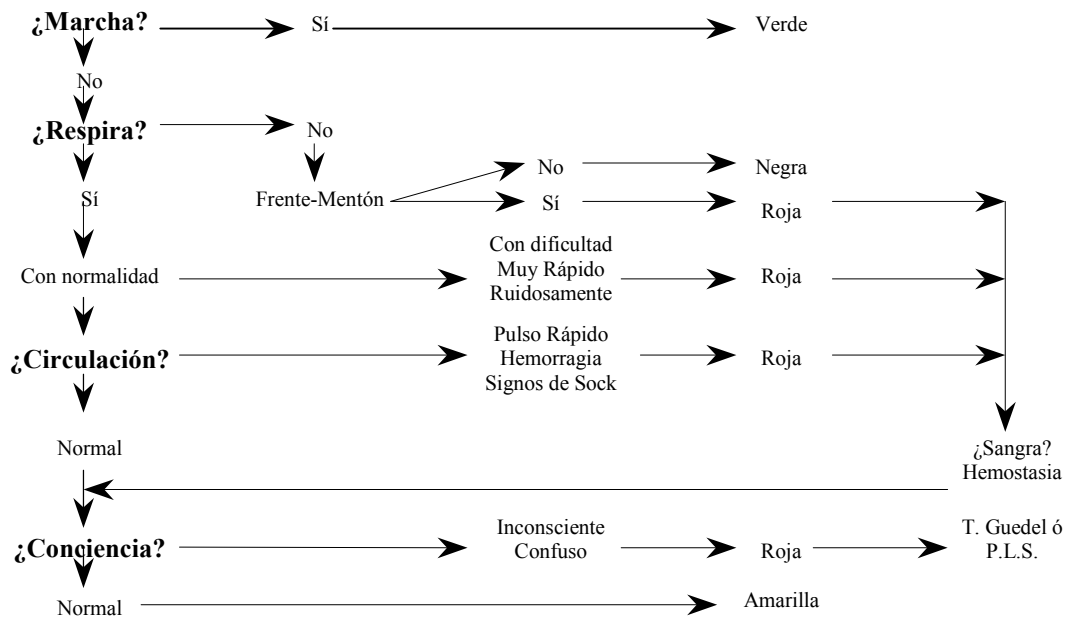 ¿Marcha? Sí Verde
No
¿Respira? No
No Negra
Sí Frente-Mentón Sí Roja
Con dificultad
Con normalidad Muy Rápido Roja
Ruidosamente
Pulso Rápido
¿Circulación? Hemorragia Roja
Signos de Sock
Normal ¿Sangra?
Hemostasia
Inconsciente T. Guedel ó
¿Conciencia? Confuso Roja P.L.S.
Normal Amarilla